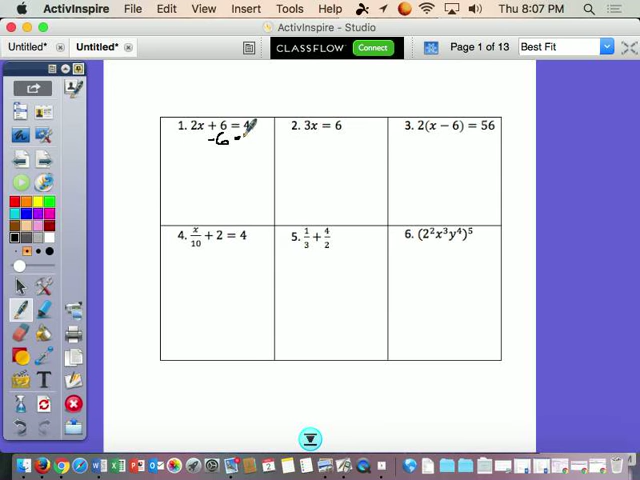 ActivInspire File Edit View Insert Tools Help Thu 8:07 PM
ActivInspire - Studio
Untitled* Untitled* CLASSFLOW Connect Page 1 of 13 Best Fit
1. 2x + 6 = 4
2. 3x = 6
3. 2(x − 6) = 56
-6 -
4. x/10 + 2 = 4
5. 1/3 + 4/2
6. (2²x³y⁴)⁵